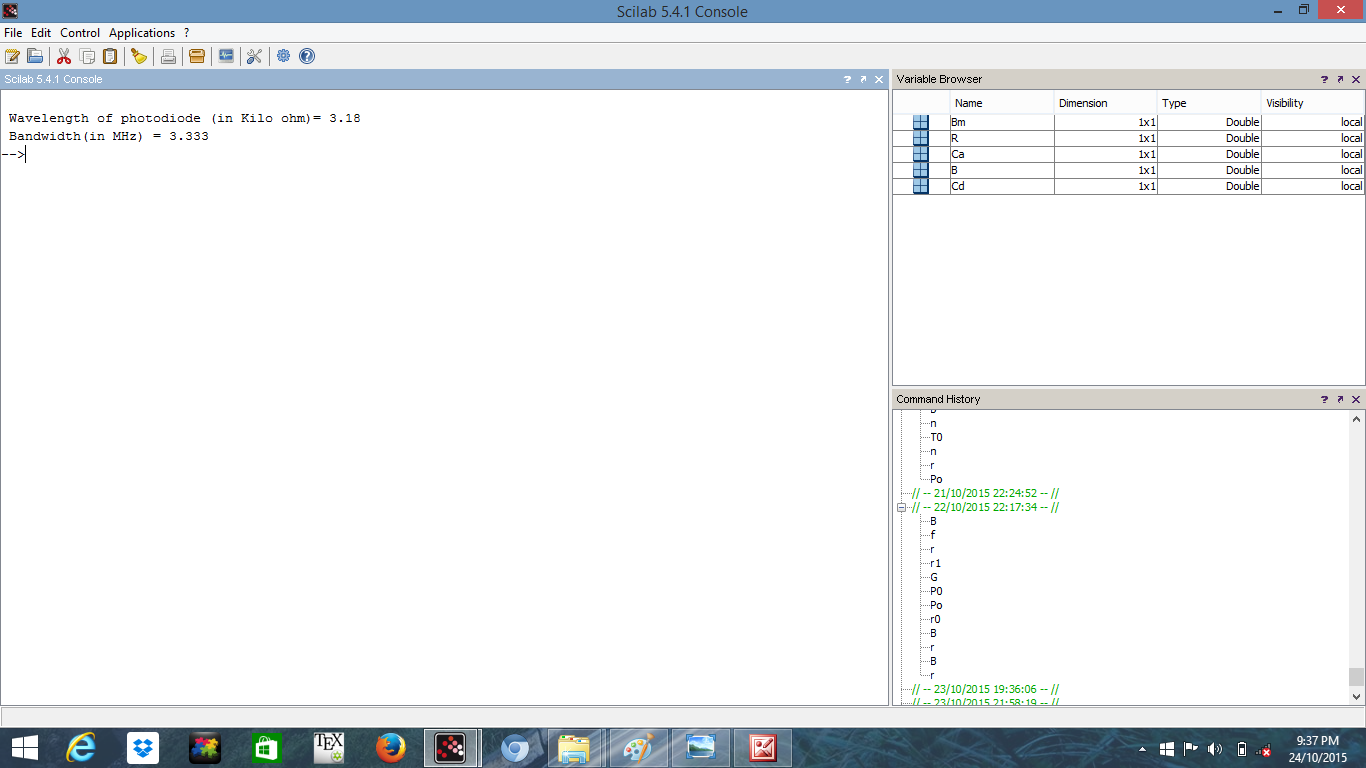 Scilab 5.4.1 Console
File Edit Control Applications ?
Scilab 5.4.1 Console
Wavelength of photodiode (in Kilo ohm)= 3.18
Bandwidth(in MHz) = 3.333
-->
Variable Browser
Name Dimension Type Visibility
Bm 1x1 Double local
R 1x1 Double local
Ca 1x1 Double local
B 1x1 Double local
Cd 1x1 Double local
Command History
n
T0
n
r
Po
// -- 21/10/2015 22:24:52 -- //
// -- 22/10/2015 22:17:34 -- //
B
f
r
r1
G
P0
Po
r0
B
r
B
r
// -- 23/10/2015 19:36:06 -- //
// -- 23/10/2015 21:58:19 -- //
TEX
9:37 PM
24/10/2015